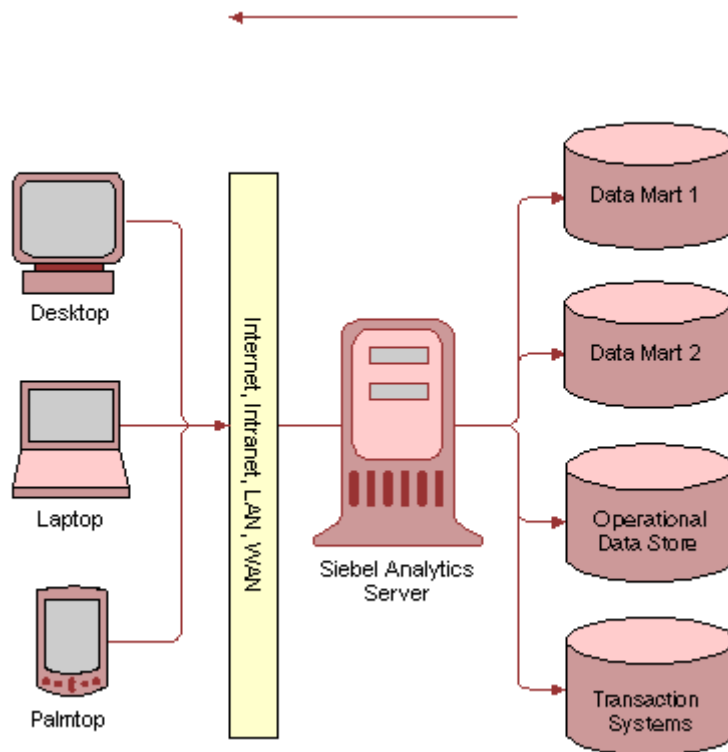 Data Mart 1
Desktop
Data Mart 2
Internet, Intranet, LAN, WAN
Laptop
Operational
Data Store
Siebel Analytics
Server
Palmtop
Transaction
Systems